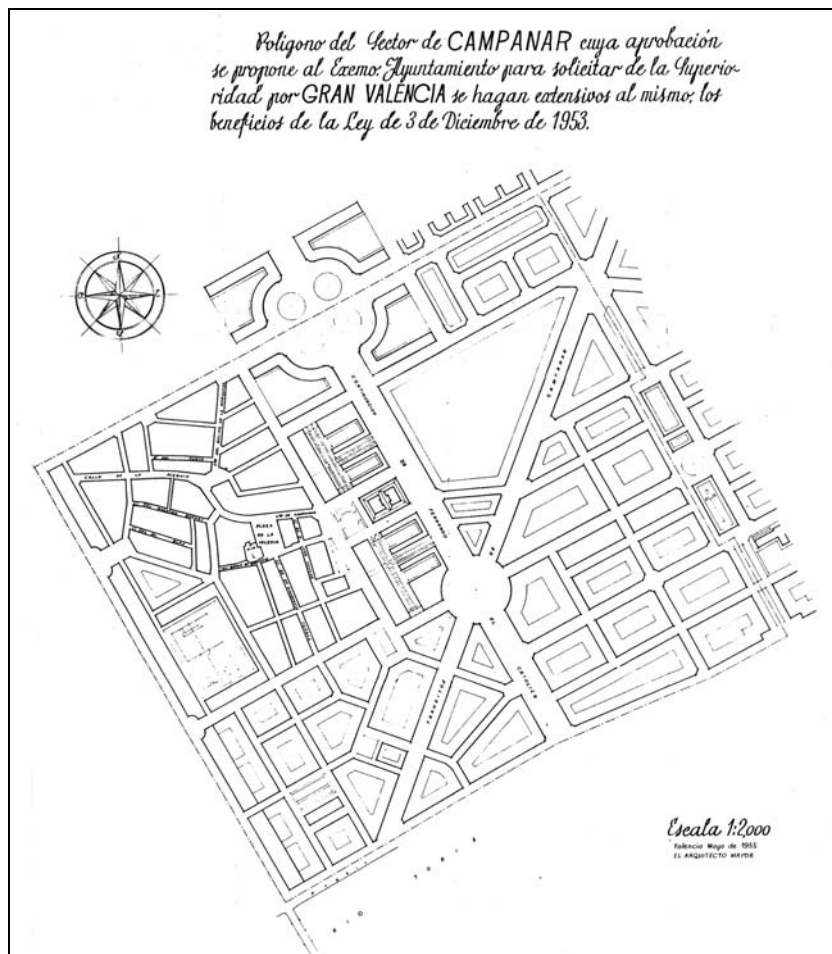 Polígono del Sector de CAMPANAR cuya aprobación
se propone al Excmo. Ayuntamiento para solicitar de la Superio-
ridad por GRAN VALENCIA se hagan extensivos al mismo, los
beneficios de la Ley de 3 de Diciembre de 1953.
CONTINUACION
DE
FERNANDO
EL
CATOLICO
CAMPANAR
DE
TRANSITOS
CALLE DE LA
PLAZA
DE LA
IGLESIA
RIO TURIA
Escala 1:2,000
Valencia Mayo de 1955
EL ARQUITECTO MAYOR